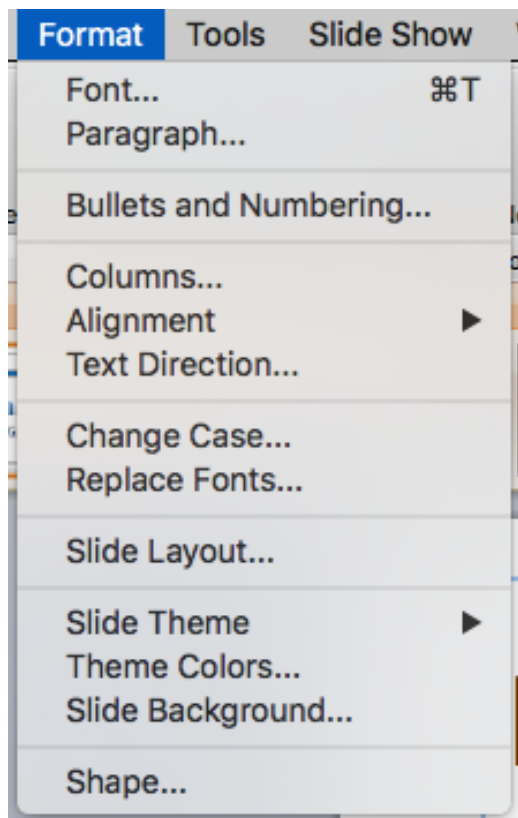 Format Tools Slide Show
Font... ⌘T
Paragraph...
Bullets and Numbering...
Columns...
Alignment ▶
Text Direction...
Change Case...
Replace Fonts...
Slide Layout...
Slide Theme ▶
Theme Colors...
Slide Background...
Shape...